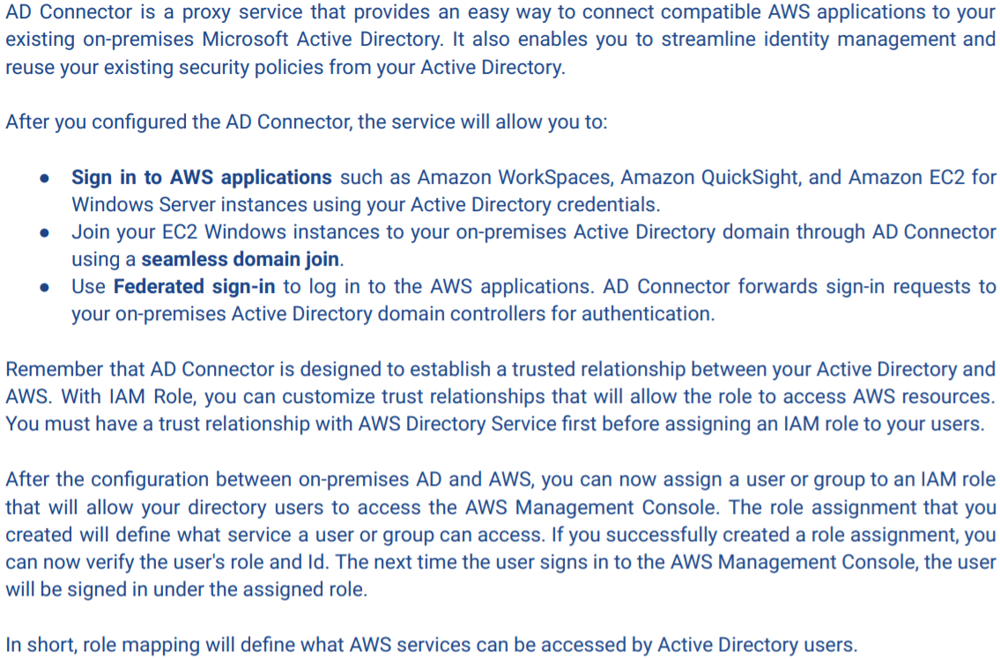 AD Connector is a proxy service that provides an easy way to connect compatible AWS applications to your
existing on-premises Microsoft Active Directory. It also enables you to streamline identity management and
reuse your existing security policies from your Active Directory.
After you configured the AD Connector, the service will allow you to:
● Sign in to AWS applications such as Amazon WorkSpaces, Amazon QuickSight, and Amazon EC2 for
Windows Server instances using your Active Directory credentials.
● Join your EC2 Windows instances to your on-premises Active Directory domain through AD Connector
using a seamless domain join.
● Use Federated sign-in to log in to the AWS applications. AD Connector forwards sign-in requests to
your on-premises Active Directory domain controllers for authentication.
Remember that AD Connector is designed to establish a trusted relationship between your Active Directory and
AWS. With IAM Role, you can customize trust relationships that will allow the role to access AWS resources.
You must have a trust relationship with AWS Directory Service first before assigning an IAM role to your users.
After the configuration between on-premises AD and AWS, you can now assign a user or group to an IAM role
that will allow your directory users to access the AWS Management Console. The role assignment that you
created will define what service a user or group can access. If you successfully created a role assignment, you
can now verify the user's role and Id. The next time the user signs in to the AWS Management Console, the user
will be signed in under the assigned role.
In short, role mapping will define what AWS services can be accessed by Active Directory users.